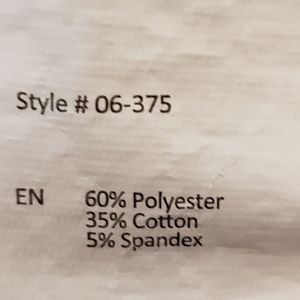 Style # 06-375
EN 60% Polyester
35% Cotton
5% Spandex